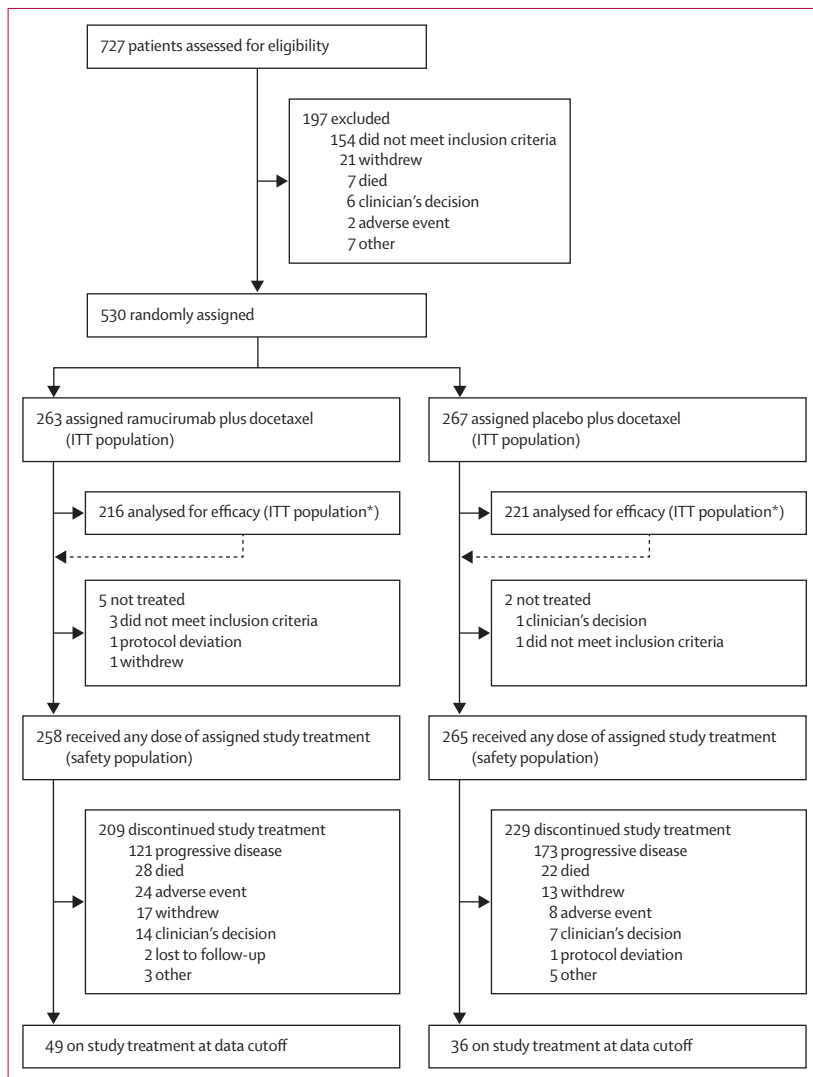 727 patients assessed for eligibility
197 excluded
154 did not meet inclusion criteria
21 withdrew
7 died
6 clinician's decision
2 adverse event
7 other
530 randomly assigned
263 assigned ramucirumab plus docetaxel
(ITT population)
267 assigned placebo plus docetaxel
(ITT population)
216 analysed for efficacy (ITT population*)
221 analysed for efficacy (ITT population*)
5 not treated
3 did not meet inclusion criteria
1 protocol deviation
1 withdrew
2 not treated
1 clinician's decision
1 did not meet inclusion criteria
258 received any dose of assigned study treatment
(safety population)
265 received any dose of assigned study treatment
(safety population)
209 discontinued study treatment
121 progressive disease
28 died
24 adverse event
17 withdrew
14 clinician's decision
2 lost to follow-up
3 other
229 discontinued study treatment
173 progressive disease
22 died
13 withdrew
8 adverse event
7 clinician's decision
1 protocol deviation
5 other
49 on study treatment at data cutoff
36 on study treatment at data cutoff